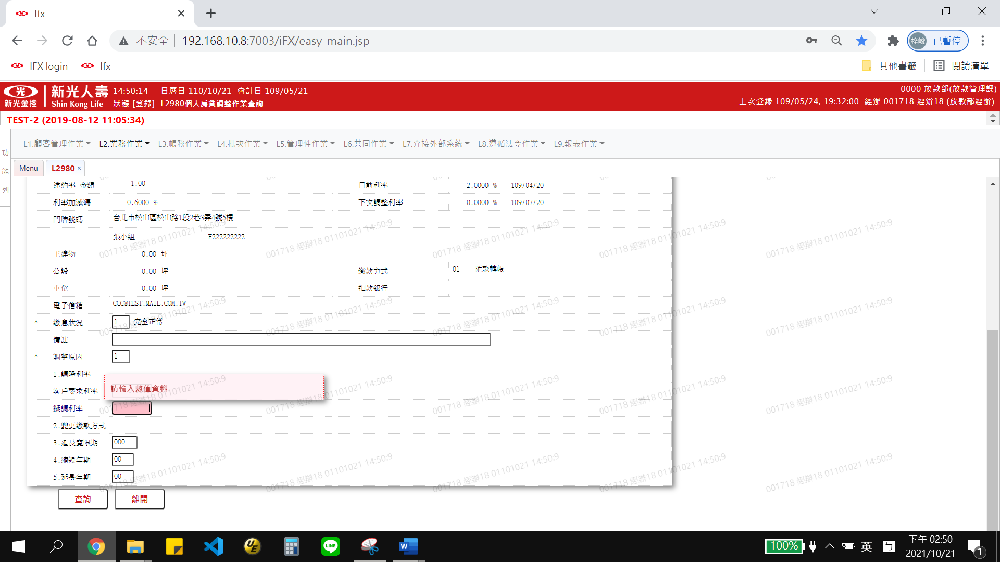 Ifx
不安全 192.168.10.8:7003/iFX/easy_main.jsp
梓峻 已暫停
IFX login Ifx 其他書籤 閱讀清單
新光金控 新光人壽 Shin Kong Life
14:50:14 日曆日 110/10/21 會計日 109/05/21
狀態 [登錄] L2980個人房貸調整作業查詢
0000 放款部(放款管理課)
上次登錄 109/05/24, 19:32:00 經辦 001718 經辦18 (放款部經辦)
TEST-2 (2019-08-12 11:05:34)
功能列
L1.顧客管理作業 L2.業務作業 L3.帳務作業 L4.批次作業 L5.管理性作業 L6.共同作業 L7.介接外部系統 L8.遵循法令作業 L9.報表作業
Menu L2980 ×
違約率-金額 1.00 目前利率 2.0000 % 109/04/20
利率加減碼 0.6000 % 下次調整利率 0.0000 % 109/07/20
門牌號碼 台北市松山區松山路1段2巷3弄4號5樓
張小組 F222222222
主建物 0.00 坪
公設 0.00 坪 繳款方式 01 匯款轉帳
車位 0.00 坪 扣款銀行
電子信箱 CCC@TEST.MAIL.COM.TW
* 繳息狀況 1 完全正常
備註
* 調整原因 1
1.調降利率
客戶要求利率 請輸入數值資料
擬調利率
2.變更繳款方式
3.延長寬限期 000
4.縮短年期 00
5.延長年期 00
查詢 離開
001718 經辦18 01101021 14:50:9
100% 英 ㄅ 下午 02:50
2021/10/21
1
LINE